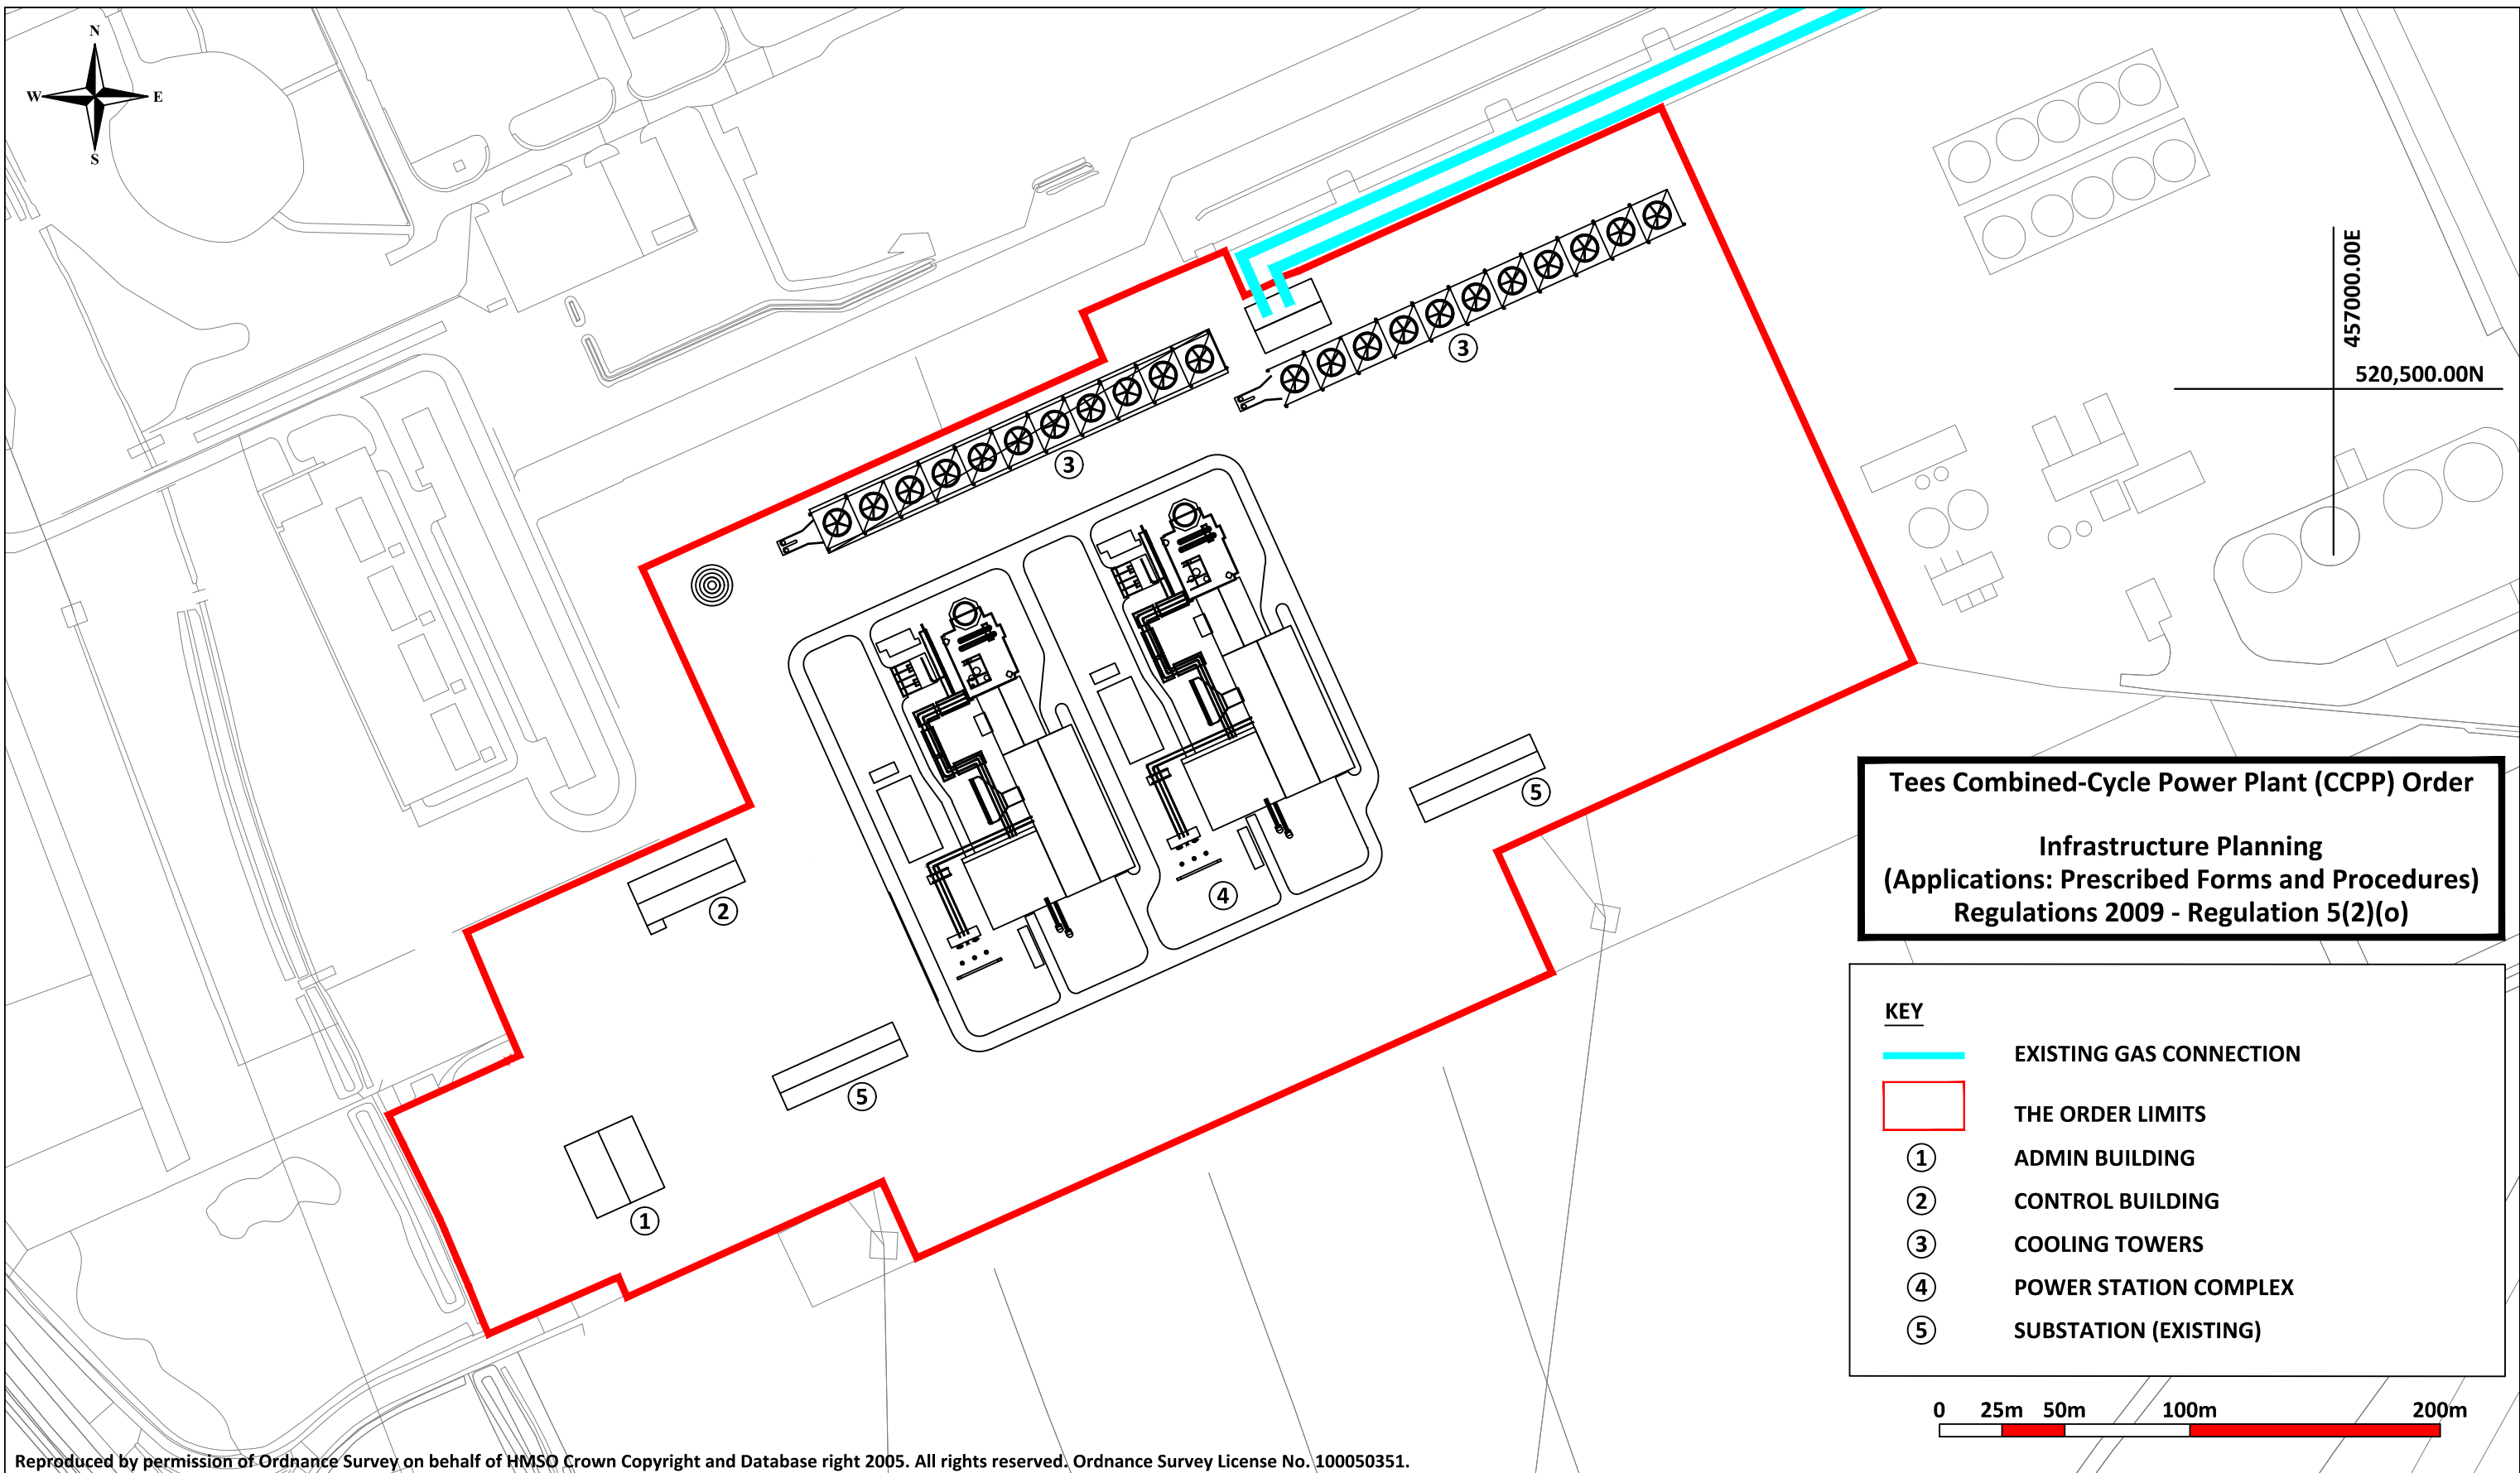 N
W
E
S
3
3
457000.00E
520,500.00N
5
2
4
5
1
Tees Combined-Cycle Power Plant (CCPP) Order
Infrastructure Planning
(Applications: Prescribed Forms and Procedures)
Regulations 2009 - Regulation 5(2)(o)
KEY
EXISTING GAS CONNECTION
THE ORDER LIMITS
1 ADMIN BUILDING
2 CONTROL BUILDING
3 COOLING TOWERS
4 POWER STATION COMPLEX
5 SUBSTATION (EXISTING)
0 25m 50m 100m 200m
Reproduced by permission of Ordnance Survey on behalf of HMSO Crown Copyright and Database right 2005. All rights reserved. Ordnance Survey License No. 100050351.